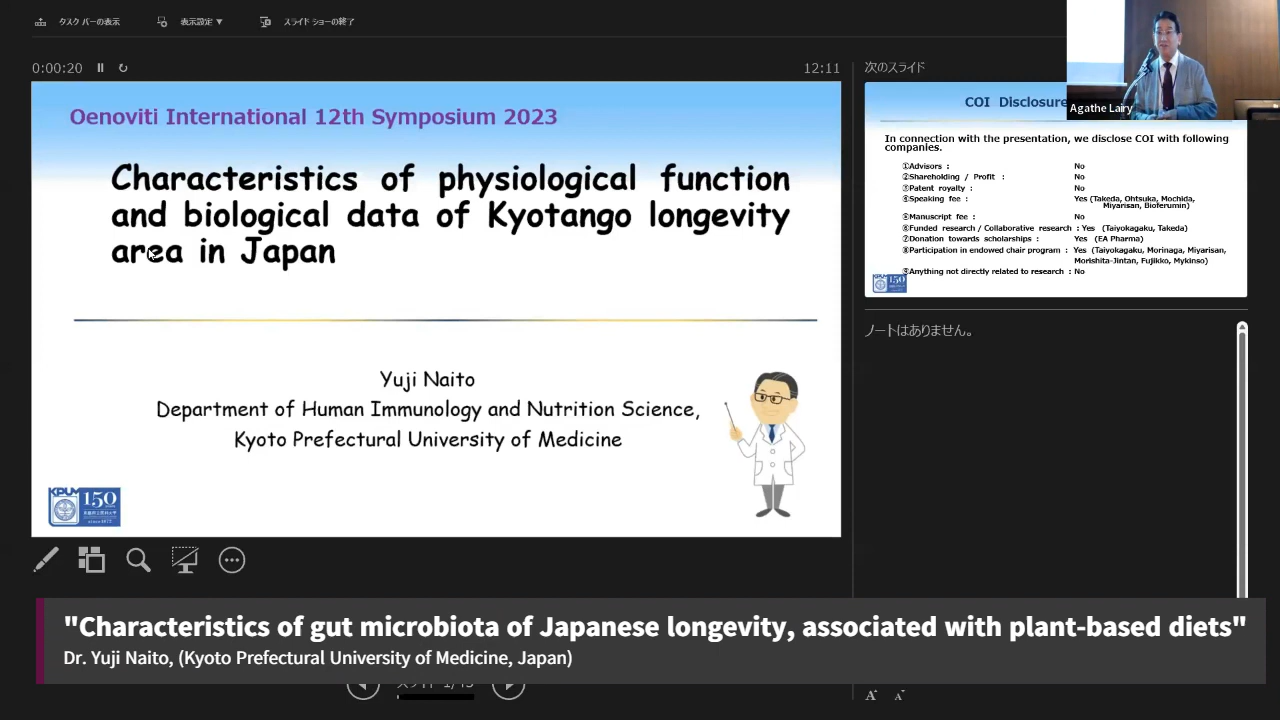 タスク バーの表示
表示設定 ▼
スライド ショーの終了
0:00:20
12:11
次のスライド
Agathe Lairy
Oenoviti International 12th Symposium 2023
Characteristics of physiological function
and biological data of Kyotango longevity
area in Japan
Yuji Naito
Department of Human Immunology and Nutrition Science,
Kyoto Prefectural University of Medicine
KPUM 150
COI Disclosure
In connection with the presentation, we disclose COI with following
companies.
①Advisors : No
②Shareholding / Profit : No
③Patent royalty : No
④Speaking fee : Yes (Takeda, Ohtsuka, Mochida,
Miyarisan, Bioferumin)
⑤Manuscript fee : No
⑥Funded research / Collaborative research : Yes (Taiyokagaku, Takeda)
⑦Donation towards scholarships : Yes (EA Pharma)
⑧Participation in endowed chair program : Yes (Taiyokagaku, Morinaga, Miyarisan,
Morishita-Jintan, Fujikko, Mykinso)
⑨Anything not directly related to research : No
150
ノートはありません。
"Characteristics of gut microbiota of Japanese longevity, associated with plant-based diets"
Dr. Yuji Naito, (Kyoto Prefectural University of Medicine, Japan)
A A